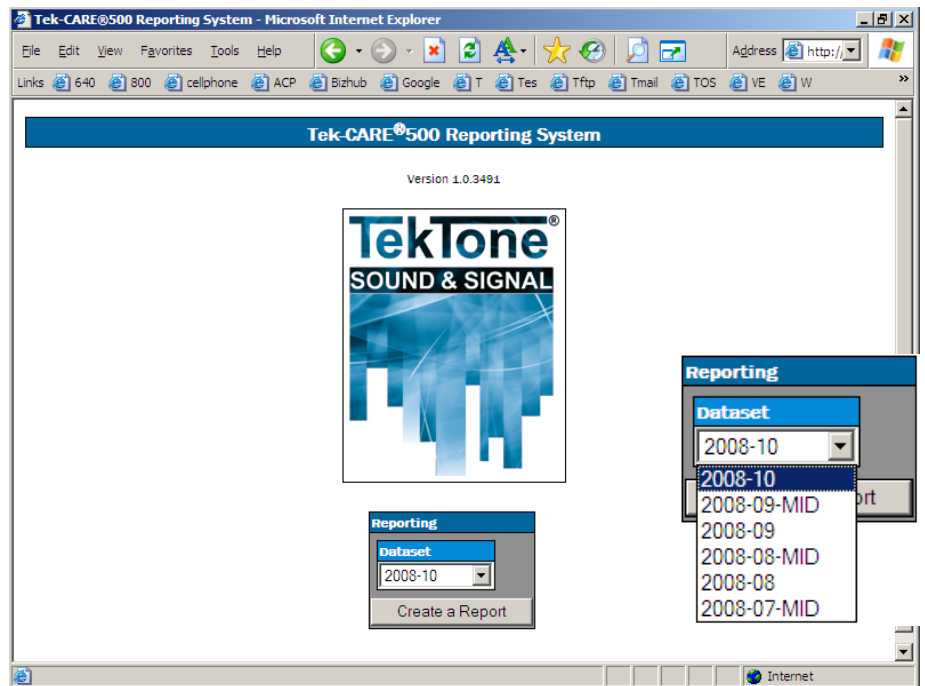 Tek-CARE®500 Reporting System - Microsoft Internet Explorer
File Edit View Favorites Tools Help Address http:/
Links 640 800 cellphone ACP Bizhub Google T Tes Tftp Tmail TOS VE W »
Tek-CARE®500 Reporting System
Version 1.0.3491
TekTone®
SOUND & SIGNAL
Reporting
Dataset
2008-10
Create a Report
Reporting
Dataset
2008-10
2008-10
2008-09-MID
2008-09
2008-08-MID
2008-08
2008-07-MID
ort
Internet